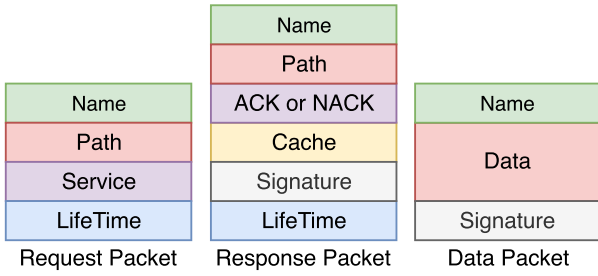 Name
Path
Service
LifeTime
Request Packet
Name
Path
ACK or NACK
Cache
Signature
LifeTime
Response Packet
Name
Data
Signature
Data Packet